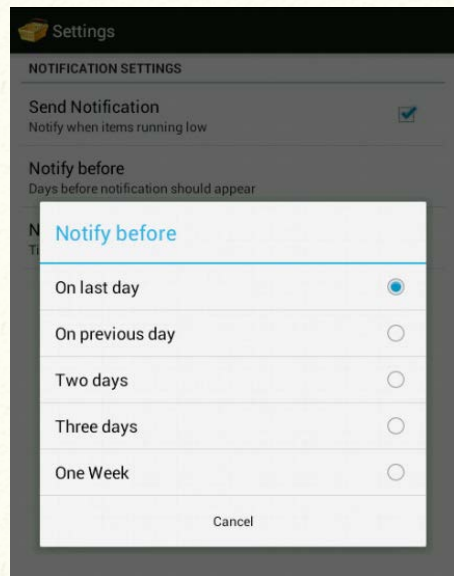 Settings
NOTIFICATION SETTINGS
Send Notification
Notify when items running low
Notify before
Days before notification should appear
N
Ti
Notify before
On last day
On previous day
Two days
Three days
One Week
Cancel